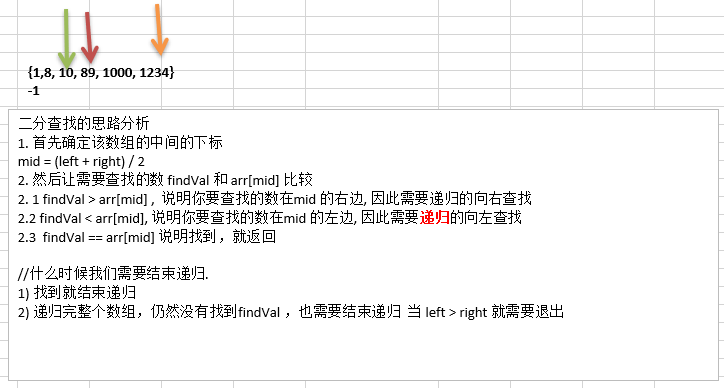 {1,8, 10, 89, 1000, 1234}
-1
二分查找的思路分析
1. 首先确定该数组的中间的下标
mid = (left + right) / 2
2. 然后让需要查找的数 findVal 和 arr[mid] 比较
2. 1 findVal > arr[mid] ,  说明你要查找的数在mid 的右边, 因此需要递归的向右查找
2.2 findVal < arr[mid], 说明你要查找的数在mid 的左边, 因此需要递归的向左查找
2.3  findVal == arr[mid] 说明找到，就返回
//什么时候我们需要结束递归.
1) 找到就结束递归
2) 递归完整个数组，仍然没有找到findVal ，也需要结束递归  当 left > right 就需要退出